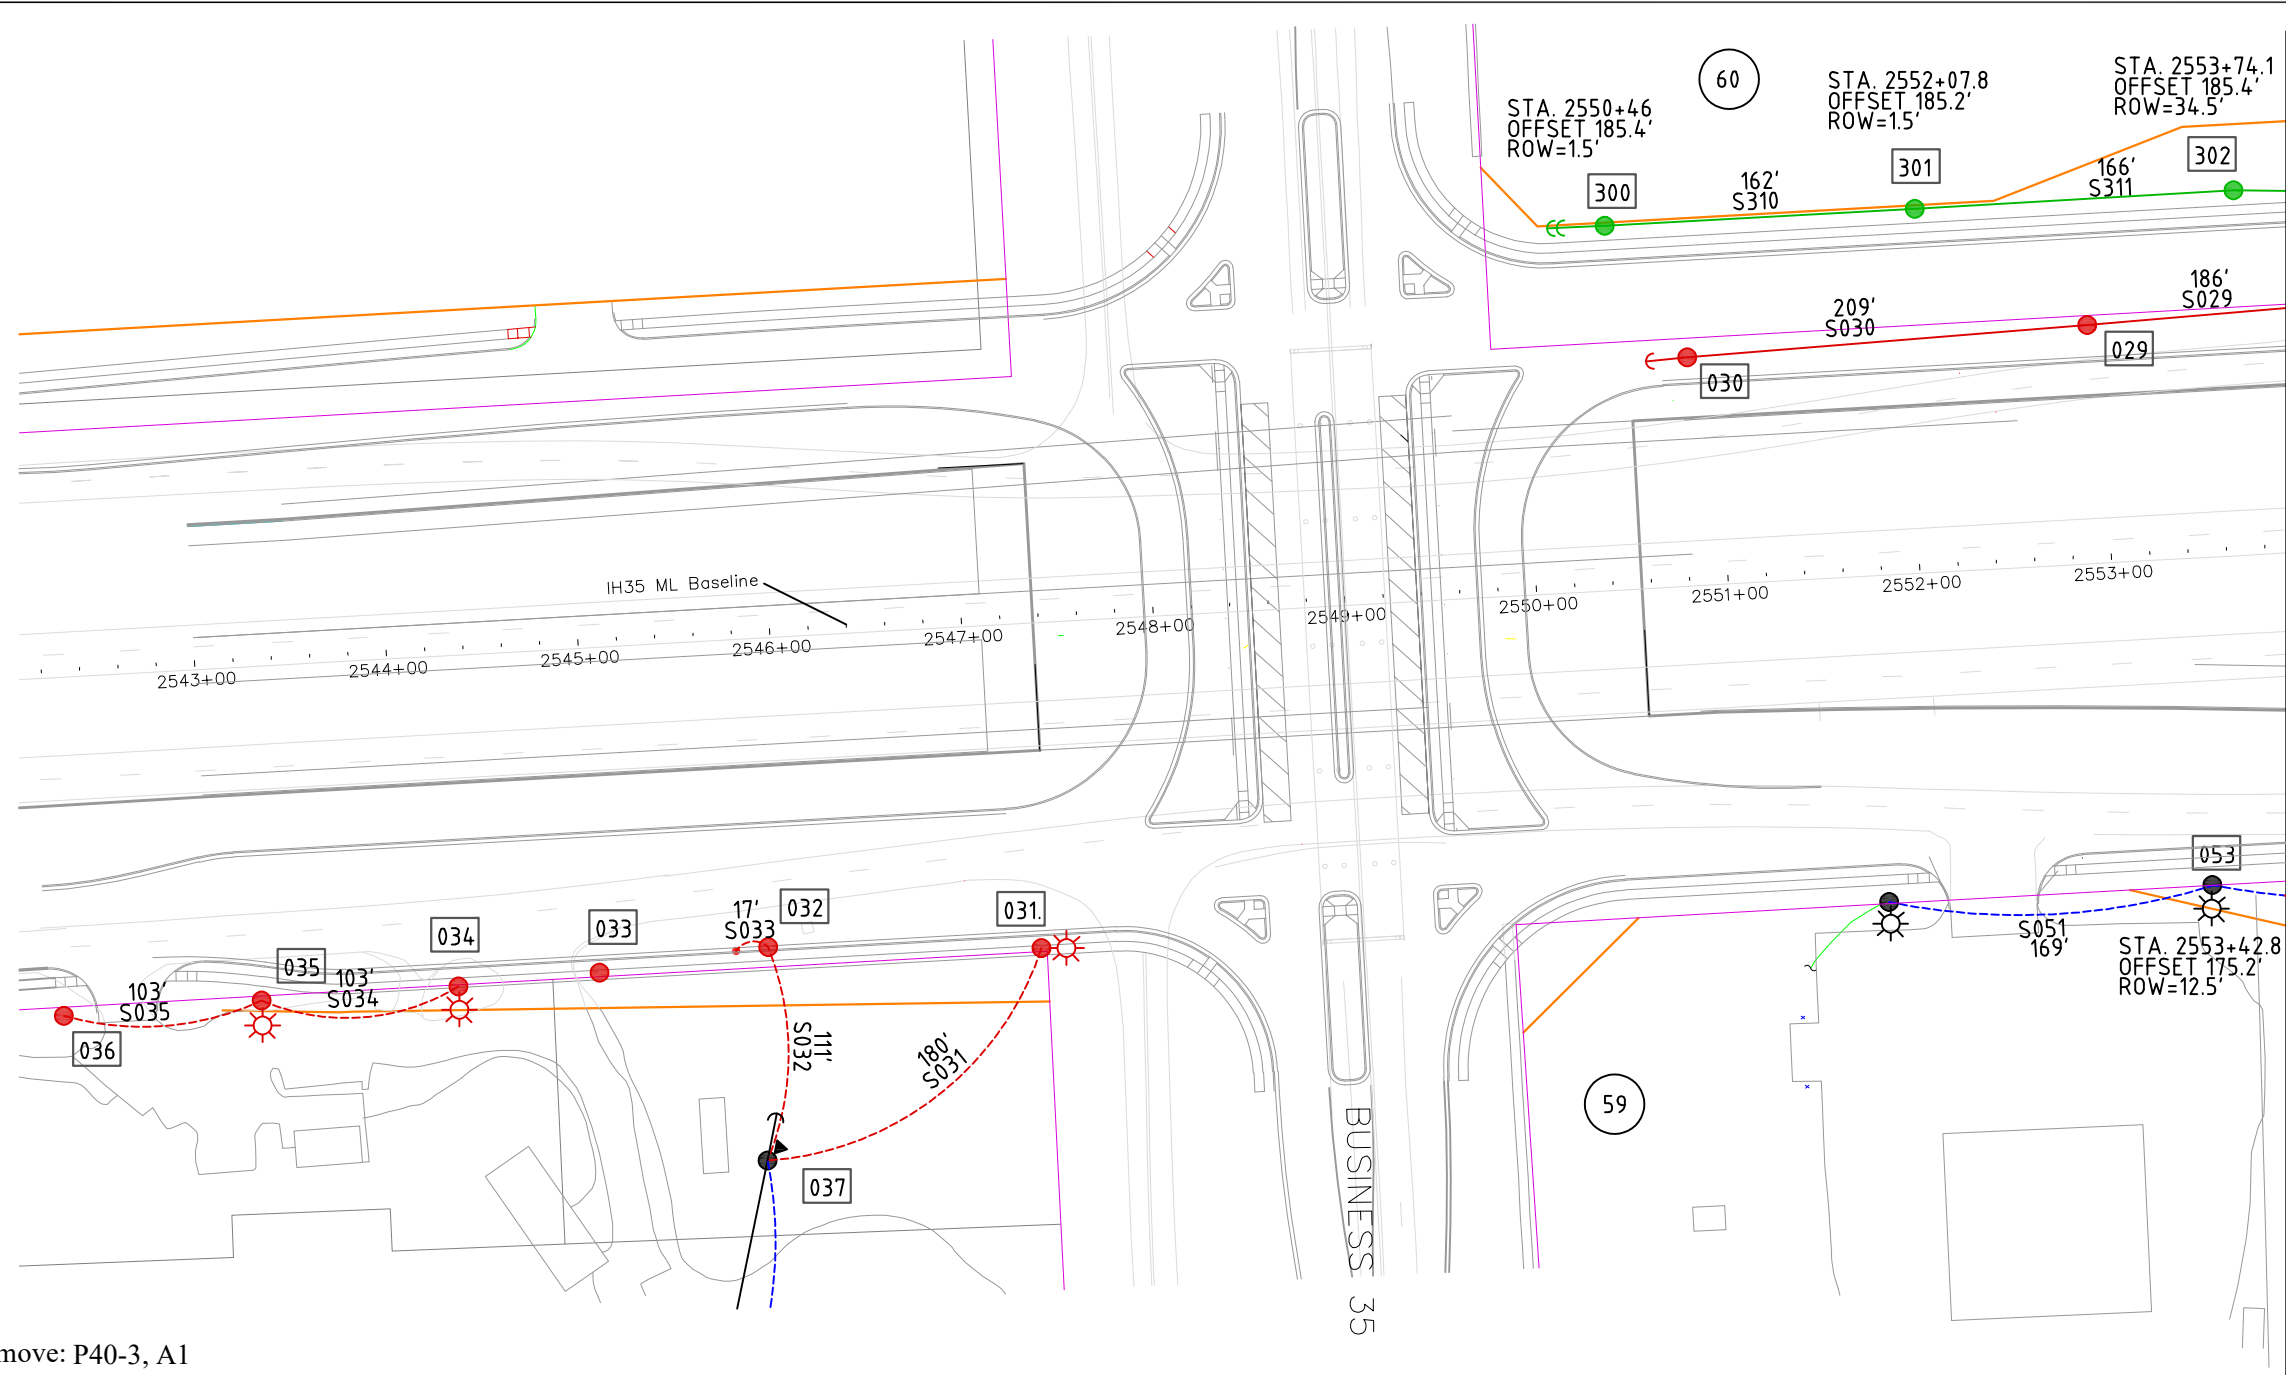 60
STA. 2550+46
OFFSET 185.4'
ROW=1.5'
STA. 2552+07.8
OFFSET 185.2'
ROW=1.5'
STA. 2553+74.1
OFFSET 185.4'
ROW=34.5'
300
162'
S310
301
166'
S311
302
209'
S030
186'
S029
030
029
IH35 ML Baseline
2543+00
2544+00
2545+00
2546+00
2547+00
2548+00
2549+00
2550+00
2551+00
2552+00
2553+00
036
103'
S035
035
103'
S034
034
033
17'
S033
032
031.
111'
S032
180'
S031
037
053
S051
169'
STA. 2553+42.8
OFFSET 175.2'
ROW=12.5'
59
BUSINESS 35
move: P40-3, A1